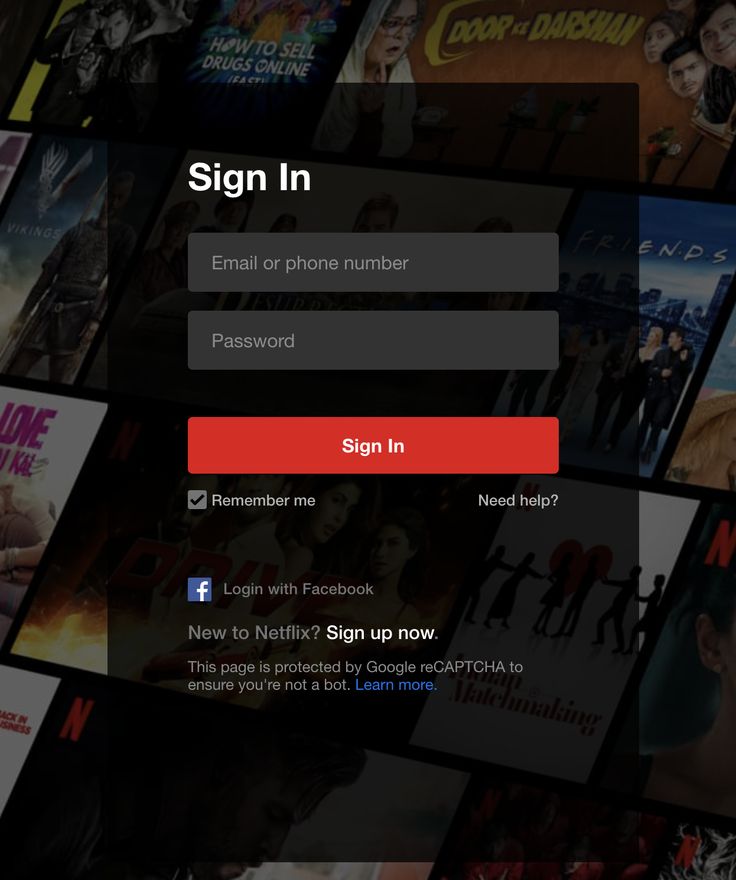 HOW TO SELL
DRUGS ONLINE
(FAST)
DOOR KE DARSHAN
Sign In
VIKINGS
F·R·I·E·N·D·S
Email or phone number
Password
LOVE
Sign In
Remember me
Need help?
DRIVE
Login with Facebook
New to Netflix? Sign up now.
This page is protected by Google reCAPTCHA to
ensure you're not a bot. Learn more.
Indian
Matchmaking
BACK IN
BUSINESS